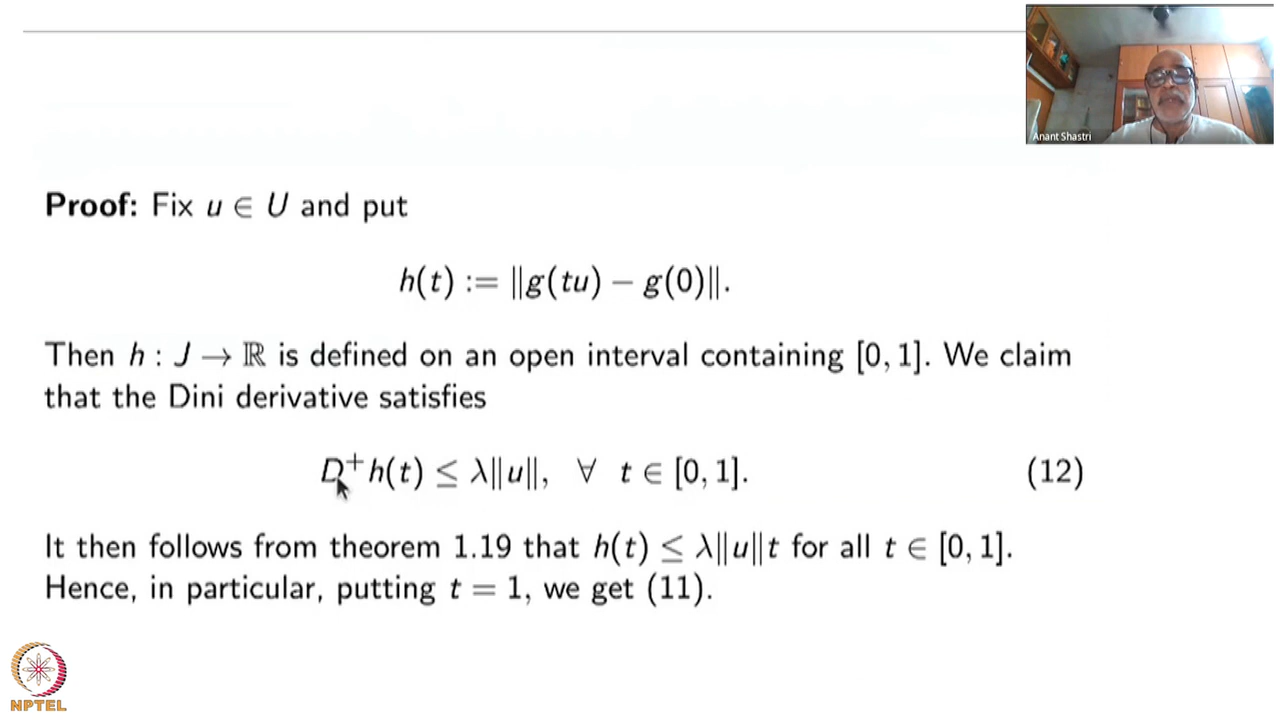 Anant Shastri
Proof: Fix u ∈ U and put
h(t) := ‖g(tu) − g(0)‖.
Then h : J → ℝ is defined on an open interval containing [0, 1]. We claim
that the Dini derivative satisfies
D⁺h(t) ≤ λ‖u‖, ∀ t ∈ [0, 1]. (12)
It then follows from theorem 1.19 that h(t) ≤ λ‖u‖t for all t ∈ [0, 1].
Hence, in particular, putting t = 1, we get (11).
NPTEL